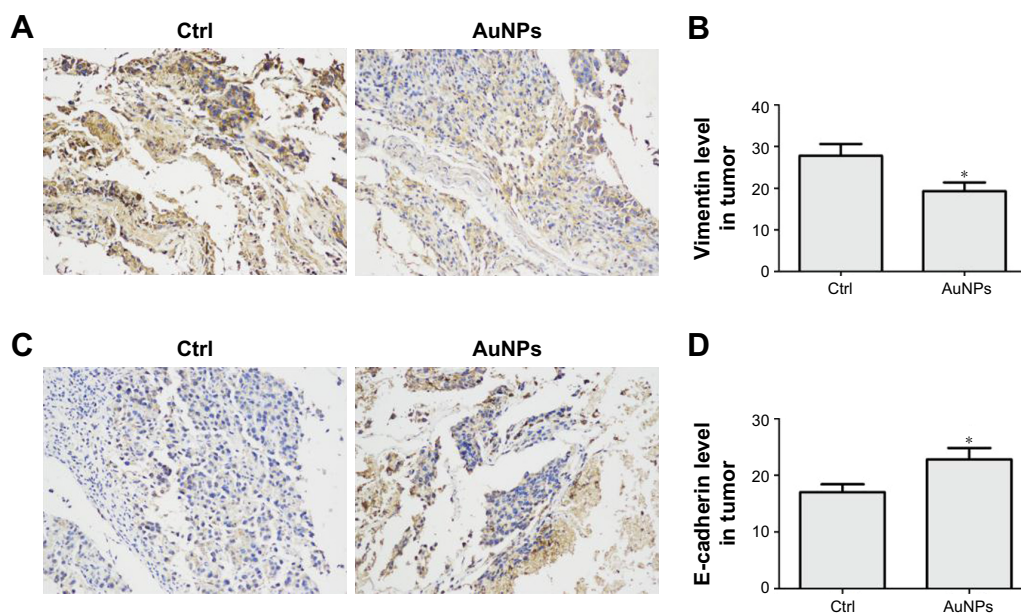 A
Ctrl
AuNPs
B
Vimentin level
in tumor
40
30
20
10
0
*
Ctrl
AuNPs
C
Ctrl
AuNPs
D
E-cadherin level
in tumor
30
20
10
0
*
Ctrl
AuNPs